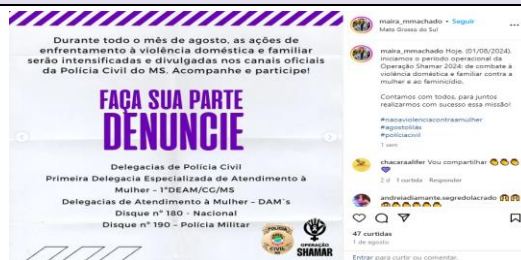 Durante todo o mês de agosto, as ações de
enfrentamento à violência doméstica e familiar
serão intensificadas e divulgadas nos canais oficiais
da Polícia Civil do MS. Acompanhe e participe!
FAÇA SUA PARTE
DENUNCIE
Delegacias de Polícia Civil
Primeira Delegacia Especializada de Atendimento à
Mulher - 1ªDEAM/CG/MS
Delegacias de Atendimento à Mulher - DAM's
Disque nº 180 - Nacional
Disque nº 190 - Polícia Militar
POLÍCIA
CIVIL
OPERAÇÃO
SHAMAR
maira_mmachado • Seguir
Mato Grosso do Sul
maira_mmachado Hoje, (01/08/2024),
iniciamos o período operacional da
Operação Shamar 2024: de combate à
violência doméstica e familiar contra a
mulher e ao feminicídio.
Contamos com todos, para juntos
realizarmos com sucesso essa missão!
#naoaviolenciacontraamulher
#agostolilás
#policiacivil
1 sem
chacaraalifer Vou compartilhar
2 d 1 curtida Responder
andreiadiamante.segredolacrado
47 curtidas
1 de agosto
Entrar para curtir ou comentar.